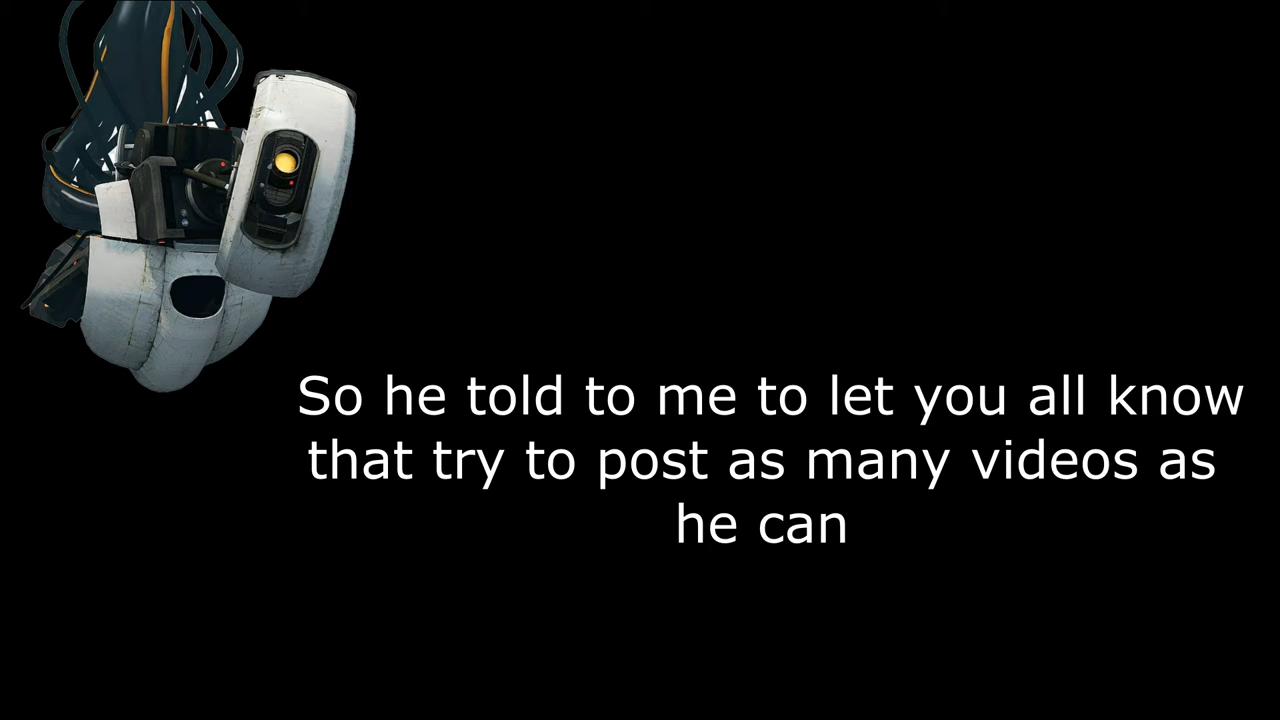 So he told to me to let you all know
that try to post as many videos as
he can